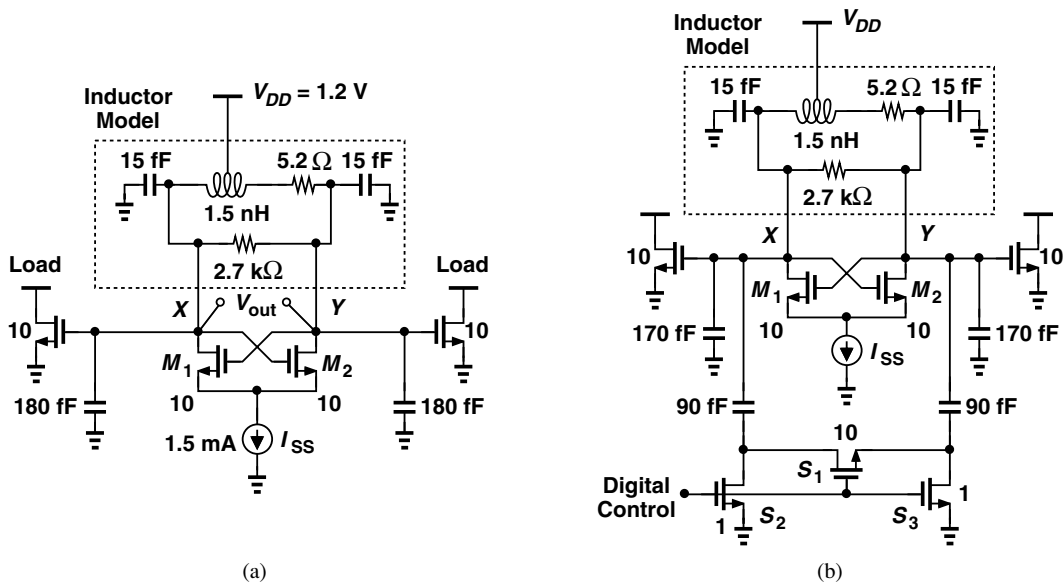 Inductor
Model
V_DD = 1.2 V
15 fF
5.2 Ω
15 fF
1.5 nH
2.7 kΩ
Load
Load
X
V_out
Y
10
10
M_1
M_2
10
10
180 fF
180 fF
1.5 mA
I_SS
(a)
Inductor
Model
V_DD
15 fF
5.2 Ω
15 fF
1.5 nH
2.7 kΩ
X
Y
10
10
M_1
M_2
10
10
170 fF
170 fF
I_SS
90 fF
90 fF
10
S_1
Digital
Control
1
S_2
S_3
1
(b)